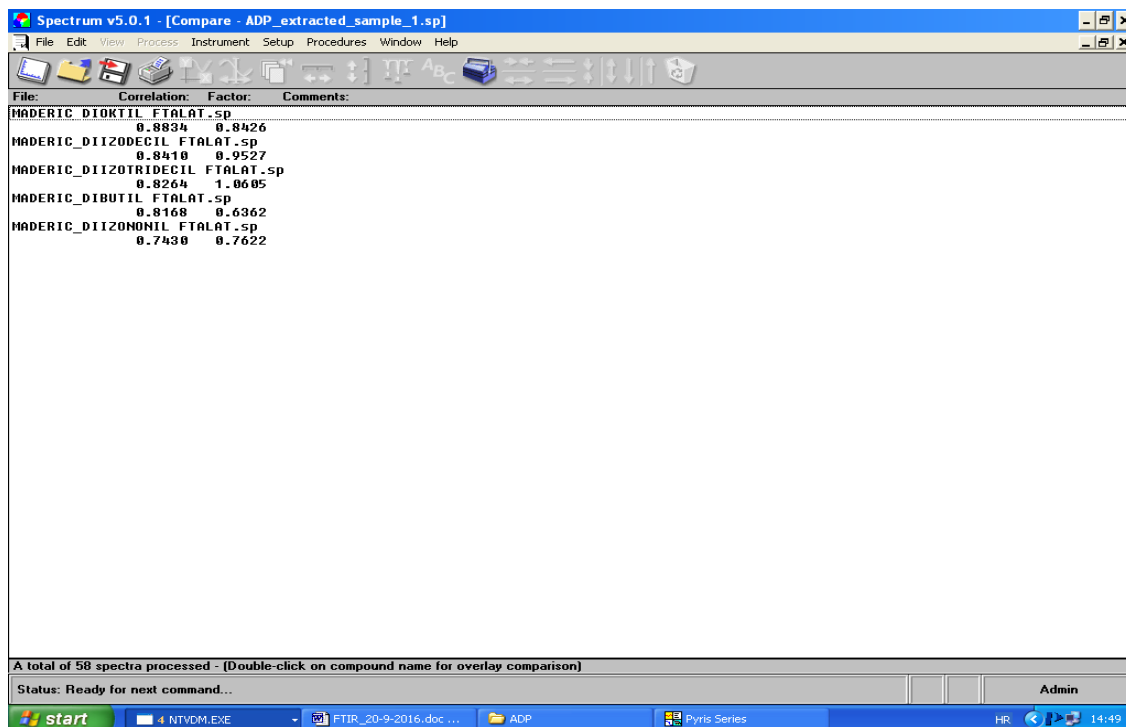 Spectrum v5.0.1 - [Compare - ADP_extracted_sample_1.sp]
File Edit View Process Instrument Setup Procedures Window Help
ABC
File: Correlation: Factor: Comments:
MADERIC_DIOKTIL FTALAT.sp
0.8834 0.8426
MADERIC_DIIZODECIL FTALAT.sp
0.8410 0.9527
MADERIC_DIIZOTRIDECIL FTALAT.sp
0.8264 1.0605
MADERIC_DIBUTIL FTALAT.sp
0.8168 0.6362
MADERIC_DIIZONONIL FTALAT.sp
0.7430 0.7622
A total of 58 spectra processed - (Double-click on compound name for overlay comparison)
Status: Ready for next command... Admin
start 4 NTVDM.EXE FTIR_20-9-2016.doc ... ADP Pyris Series HR 14:49